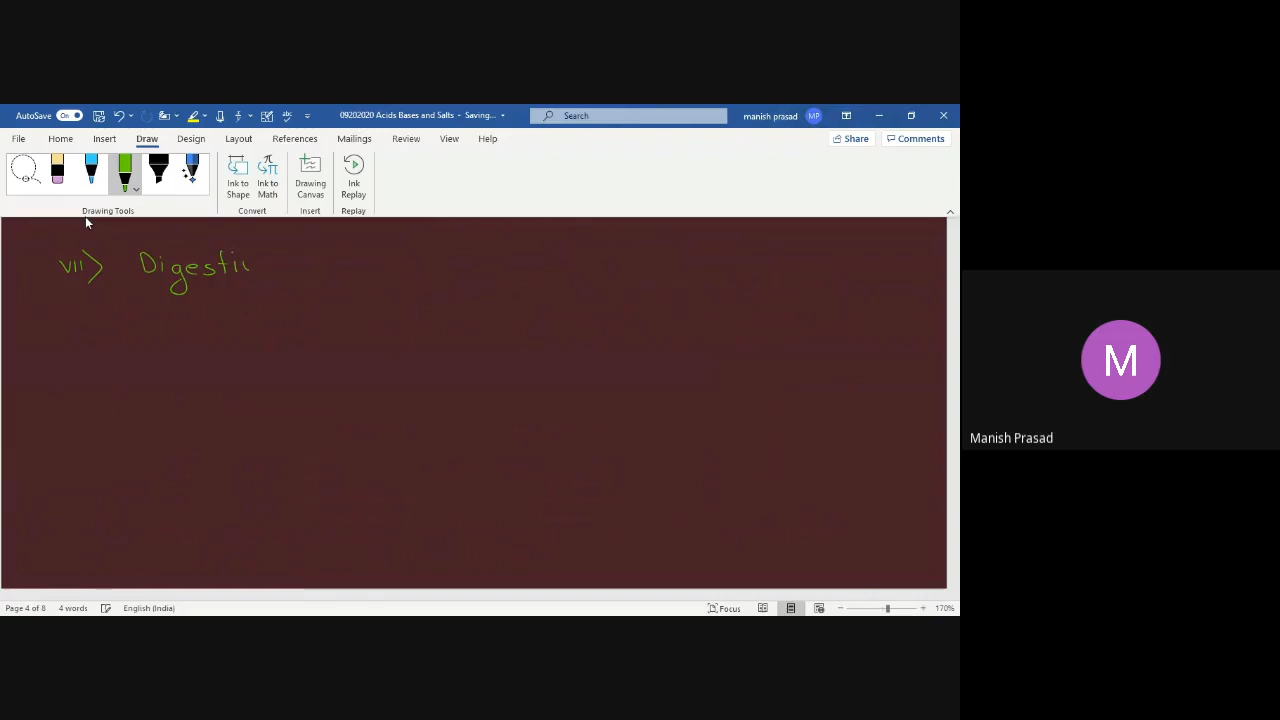 AutoSave On 09202020 Acids Bases and Salts - Saving... Search manish prasad MP
File Home Insert Draw Design Layout References Mailings Review View Help Share Comments
Ink to Shape Ink to Math Drawing Canvas Ink Replay
Drawing Tools Convert Insert Replay
vii) Digesti
M
Manish Prasad
Page 4 of 8 4 words English (India) Focus 170%